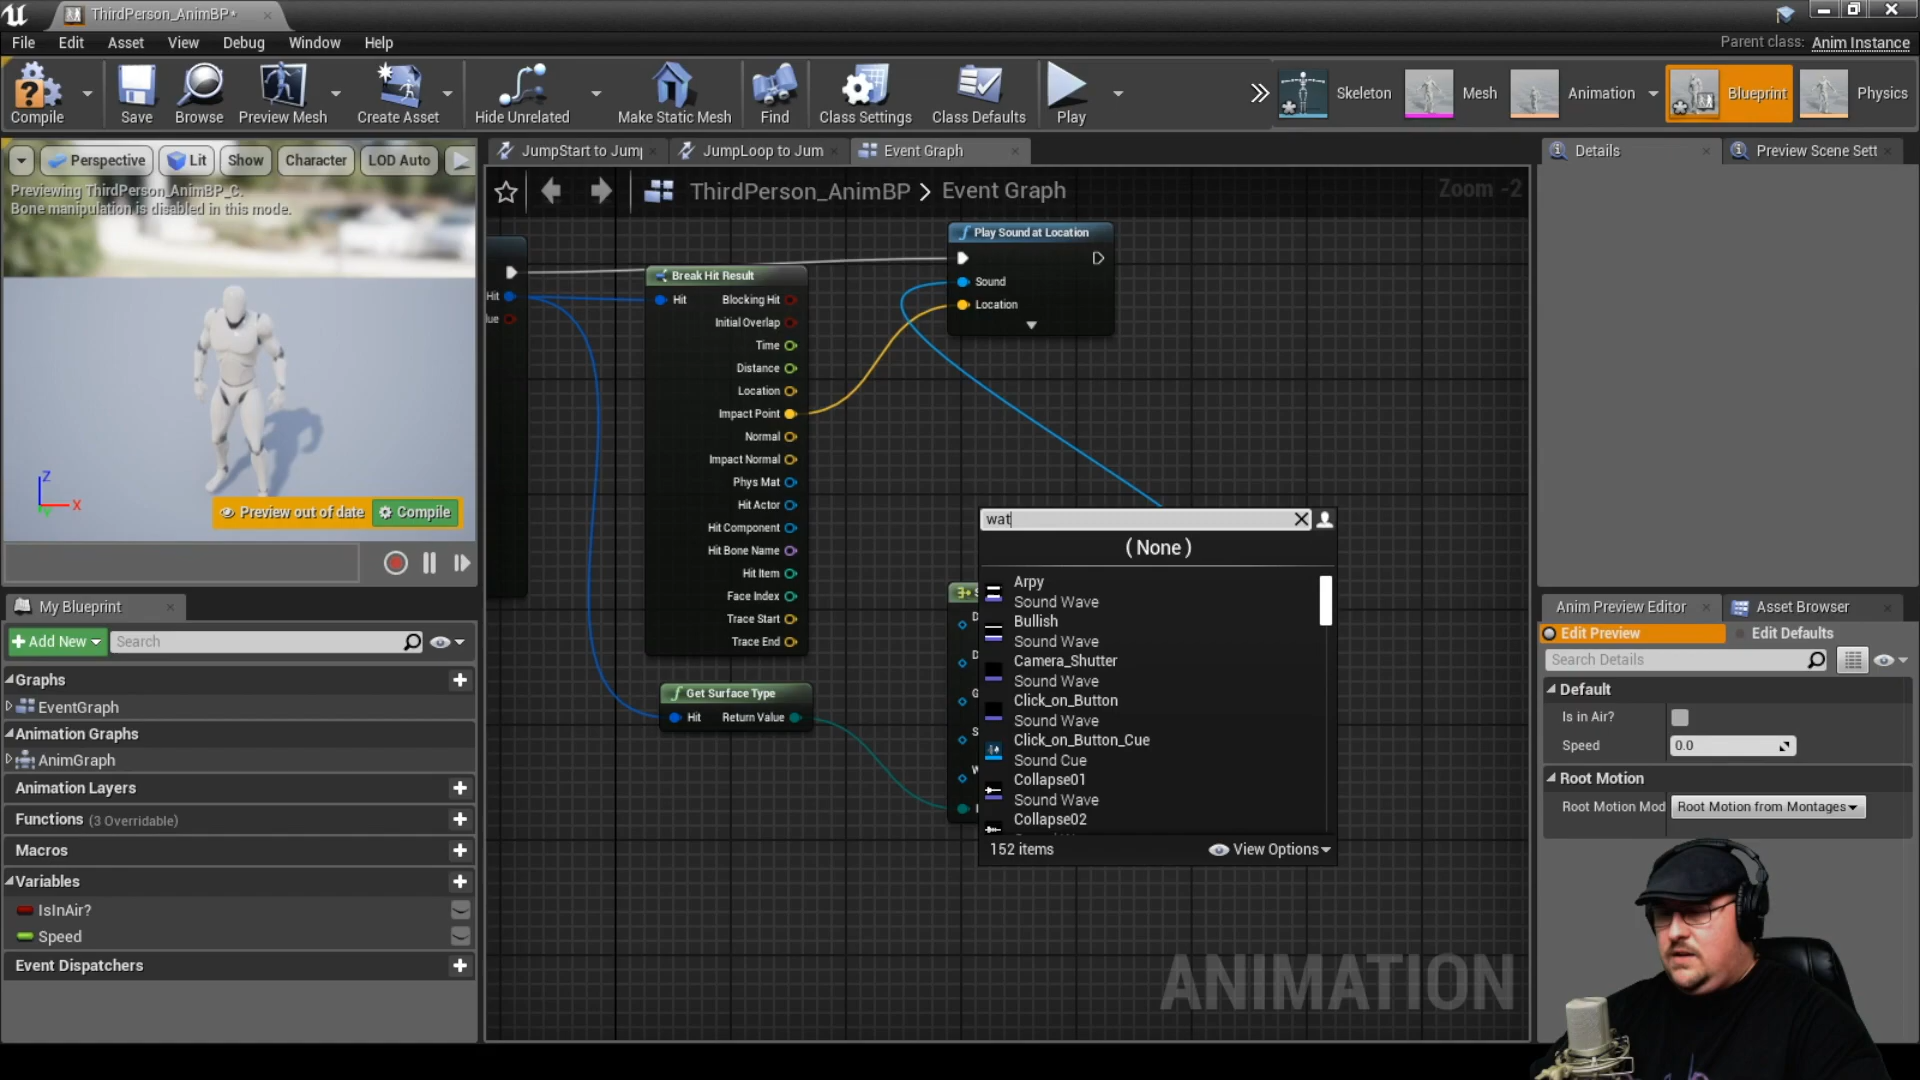 ThirdPerson_AnimBP*
File Edit Asset View Debug Window Help
Parent class: Anim Instance
Compile Save Browse Preview Mesh Create Asset Hide Unrelated Make Static Mesh Find Class Settings Class Defaults Play
Skeleton Mesh Animation Blueprint Physics
Perspective Lit Show Character LOD Auto
Previewing ThirdPerson_AnimBP_C.
Bone manipulation is disabled in this mode.
Z
X
Preview out of date Compile
JumpStart to Jump JumpLoop to Jum Event Graph
ThirdPerson_AnimBP > Event Graph
Zoom -2
Hit
lue
Break Hit Result
Hit Blocking Hit
Initial Overlap
Time
Distance
Location
Impact Point
Normal
Impact Normal
Phys Mat
Hit Actor
Hit Component
Hit Bone Name
Hit Item
Face Index
Trace Start
Trace End
Play Sound at Location
Sound
Location
Get Surface Type
Hit Return Value
wat
( None )
Arpy
Sound Wave
Bullish
Sound Wave
Camera_Shutter
Sound Wave
Click_on_Button
Sound Wave
Click_on_Button_Cue
Sound Cue
Collapse01
Sound Wave
Collapse02
152 items View Options
ANIMATION
My Blueprint
Add New Search
Graphs
EventGraph
Animation Graphs
AnimGraph
Animation Layers
Functions (3 Overridable)
Macros
Variables
IsInAir?
Speed
Event Dispatchers
Details Preview Scene Sett
Anim Preview Editor Asset Browser
Edit Preview Edit Defaults
Search Details
Default
Is in Air?
Speed 0.0
Root Motion
Root Motion Mod Root Motion from Montages